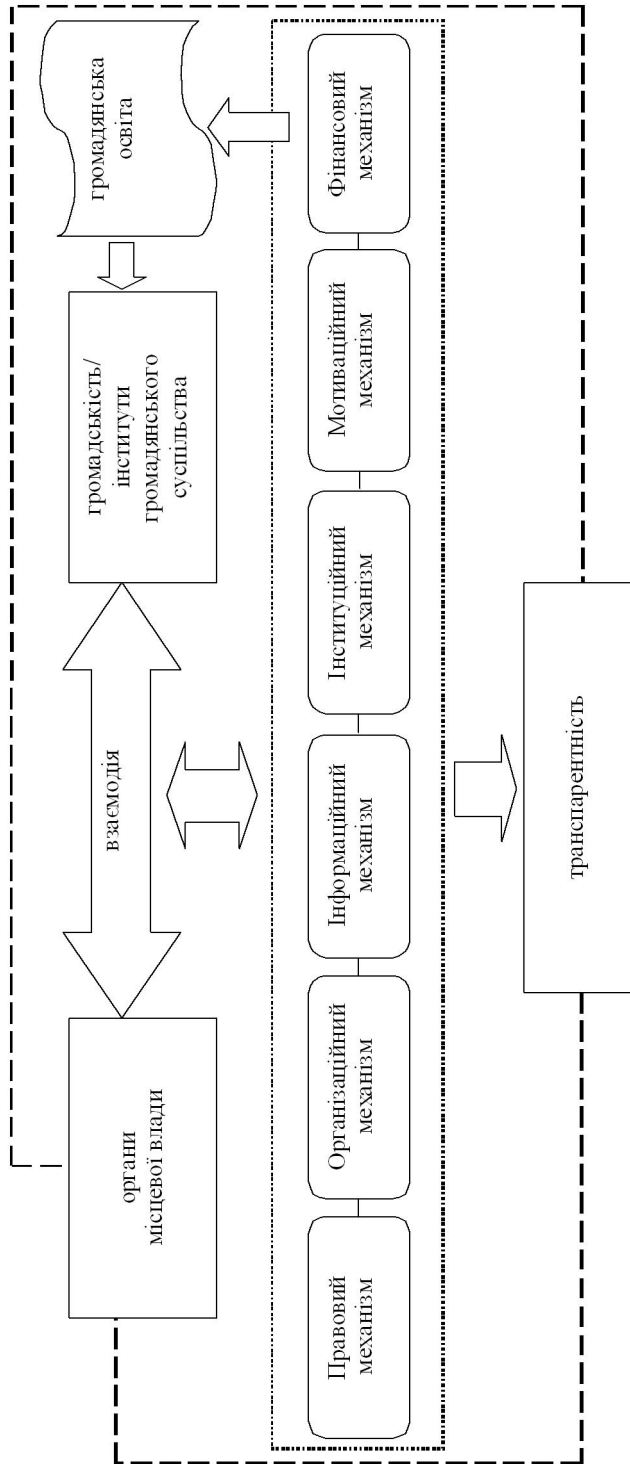 органи
місцевої влади
взаємодія
громадськість/
інститути
громадянського
суспільства
громадянська
освіта
Правовий
механізм
Організаційний
механізм
Інформаційний
механізм
Інституційний
механізм
Мотиваційний
механізм
Фінансовий
механізм
транспарентність